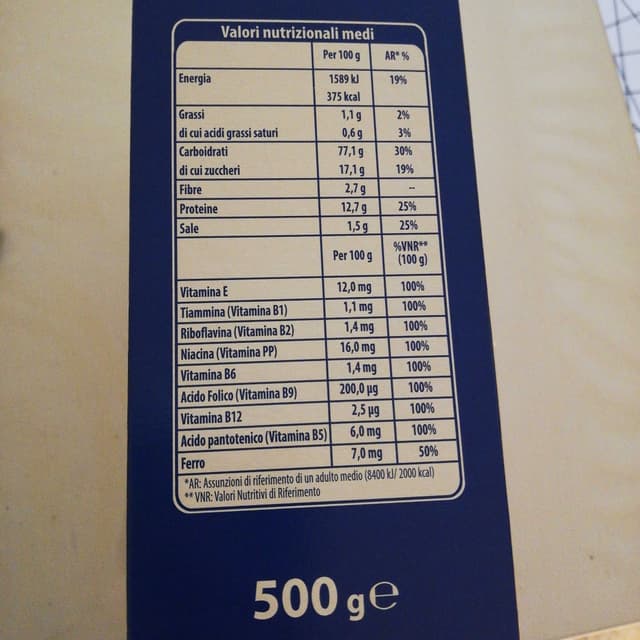 Valori nutrizionali medi
Per 100 g AR* %
Energia 1589 kJ 19%
375 kcal
Grassi 1,1 g 2%
di cui acidi grassi saturi 0,6 g 3%
Carboidrati 77,1 g 30%
di cui zuccheri 17,1 g 19%
Fibre 2,7 g --
Proteine 12,7 g 25%
Sale 1,5 g 25%
Per 100 g %VNR**
(100 g)
Vitamina E 12,0 mg 100%
Tiammina (Vitamina B1) 1,1 mg 100%
Riboflavina (Vitamina B2) 1,4 mg 100%
Niacina (Vitamina PP) 16,0 mg 100%
Vitamina B6 1,4 mg 100%
Acido Folico (Vitamina B9) 200,0 µg 100%
Vitamina B12 2,5 µg 100%
Acido pantotenico (Vitamina B5) 6,0 mg 100%
Ferro 7,0 mg 50%
*AR: Assunzioni di riferimento di un adulto medio (8400 kJ/ 2000 kcal)
** VNR: Valori Nutritivi di Riferimento
500 g ℮